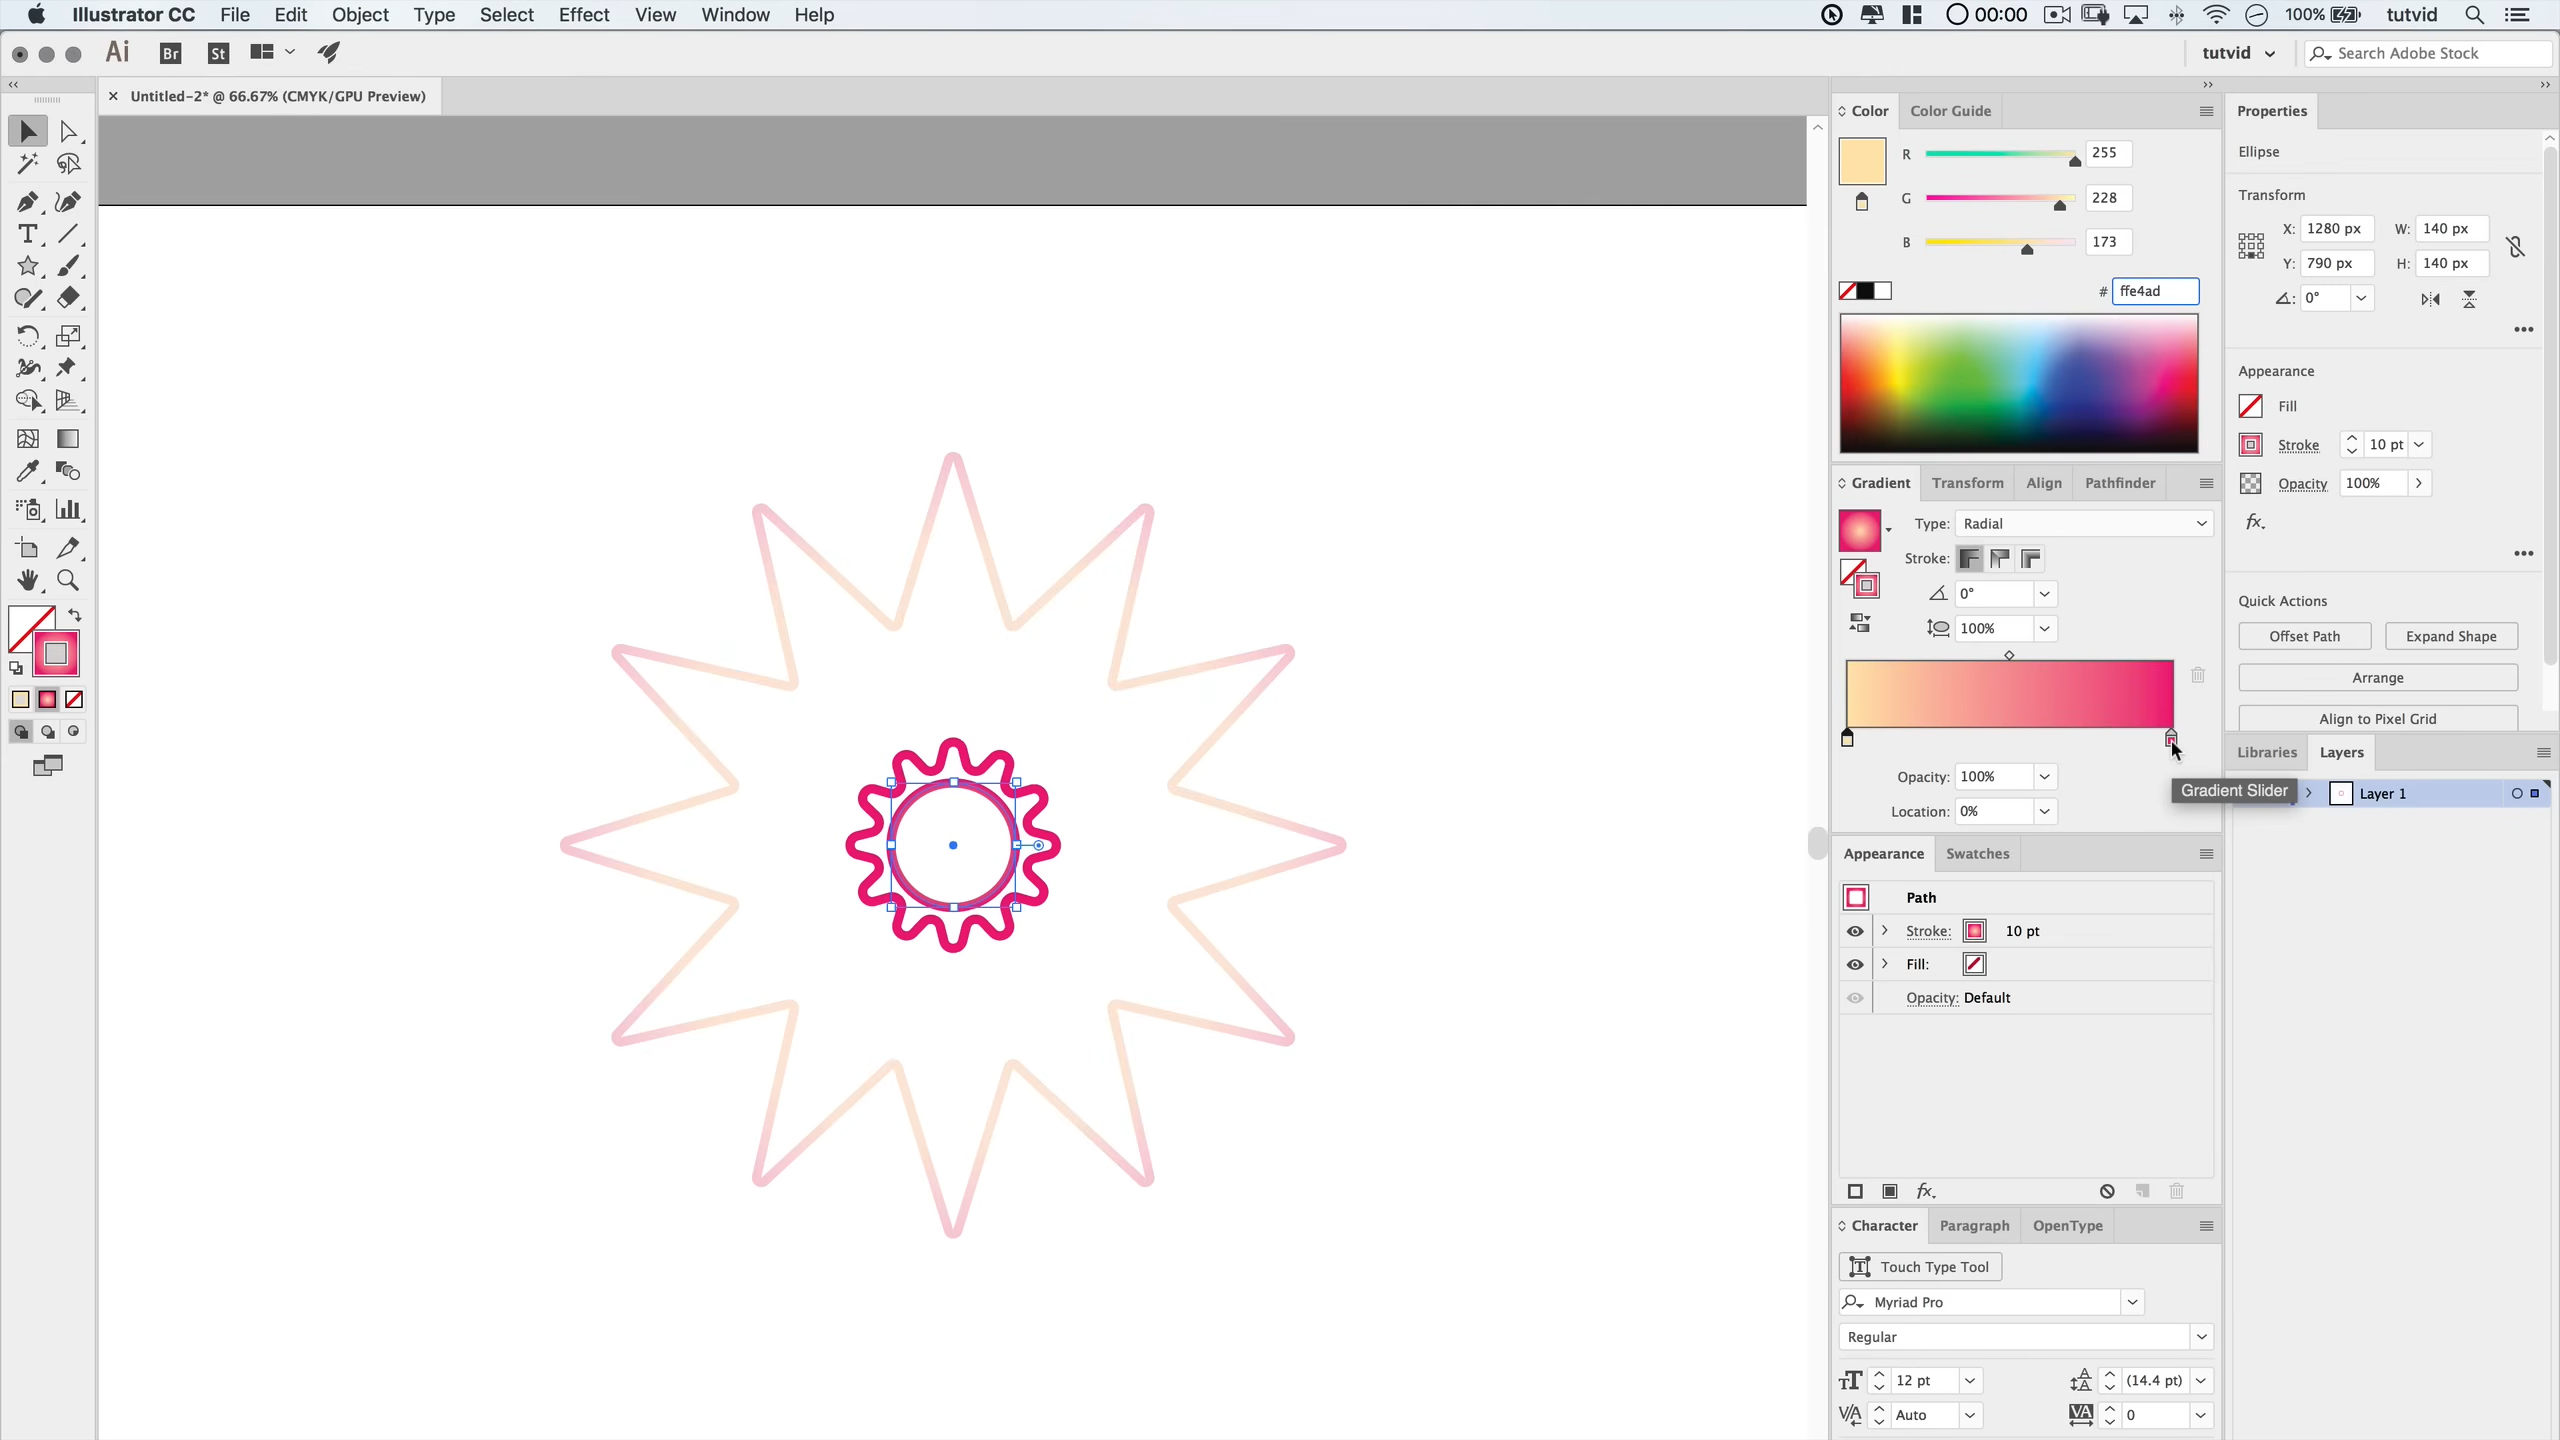 Illustrator CC File Edit Object Type Select Effect View Window Help 00:00 100% tutvid
Ai Br St tutvid Search Adobe Stock
Untitled-2* @ 66.67% (CMYK/GPU Preview)
Color Color Guide
R 255
G 228
B 173
# ffe4ad
Gradient Transform Align Pathfinder
Type: Radial
Stroke:
0°
100%
Opacity: 100%
Location: 0%
Gradient Slider
Appearance Swatches
Path
Stroke: 10 pt
Fill:
Opacity: Default
fx.
Character Paragraph OpenType
Touch Type Tool
Myriad Pro
Regular
12 pt (14.4 pt)
Auto 0
Properties
Ellipse
Transform
X: 1280 px W: 140 px
Y: 790 px H: 140 px
0°
Appearance
Fill
Stroke 10 pt
Opacity 100%
fx.
Quick Actions
Offset Path Expand Shape
Arrange
Align to Pixel Grid
Libraries Layers
Layer 1